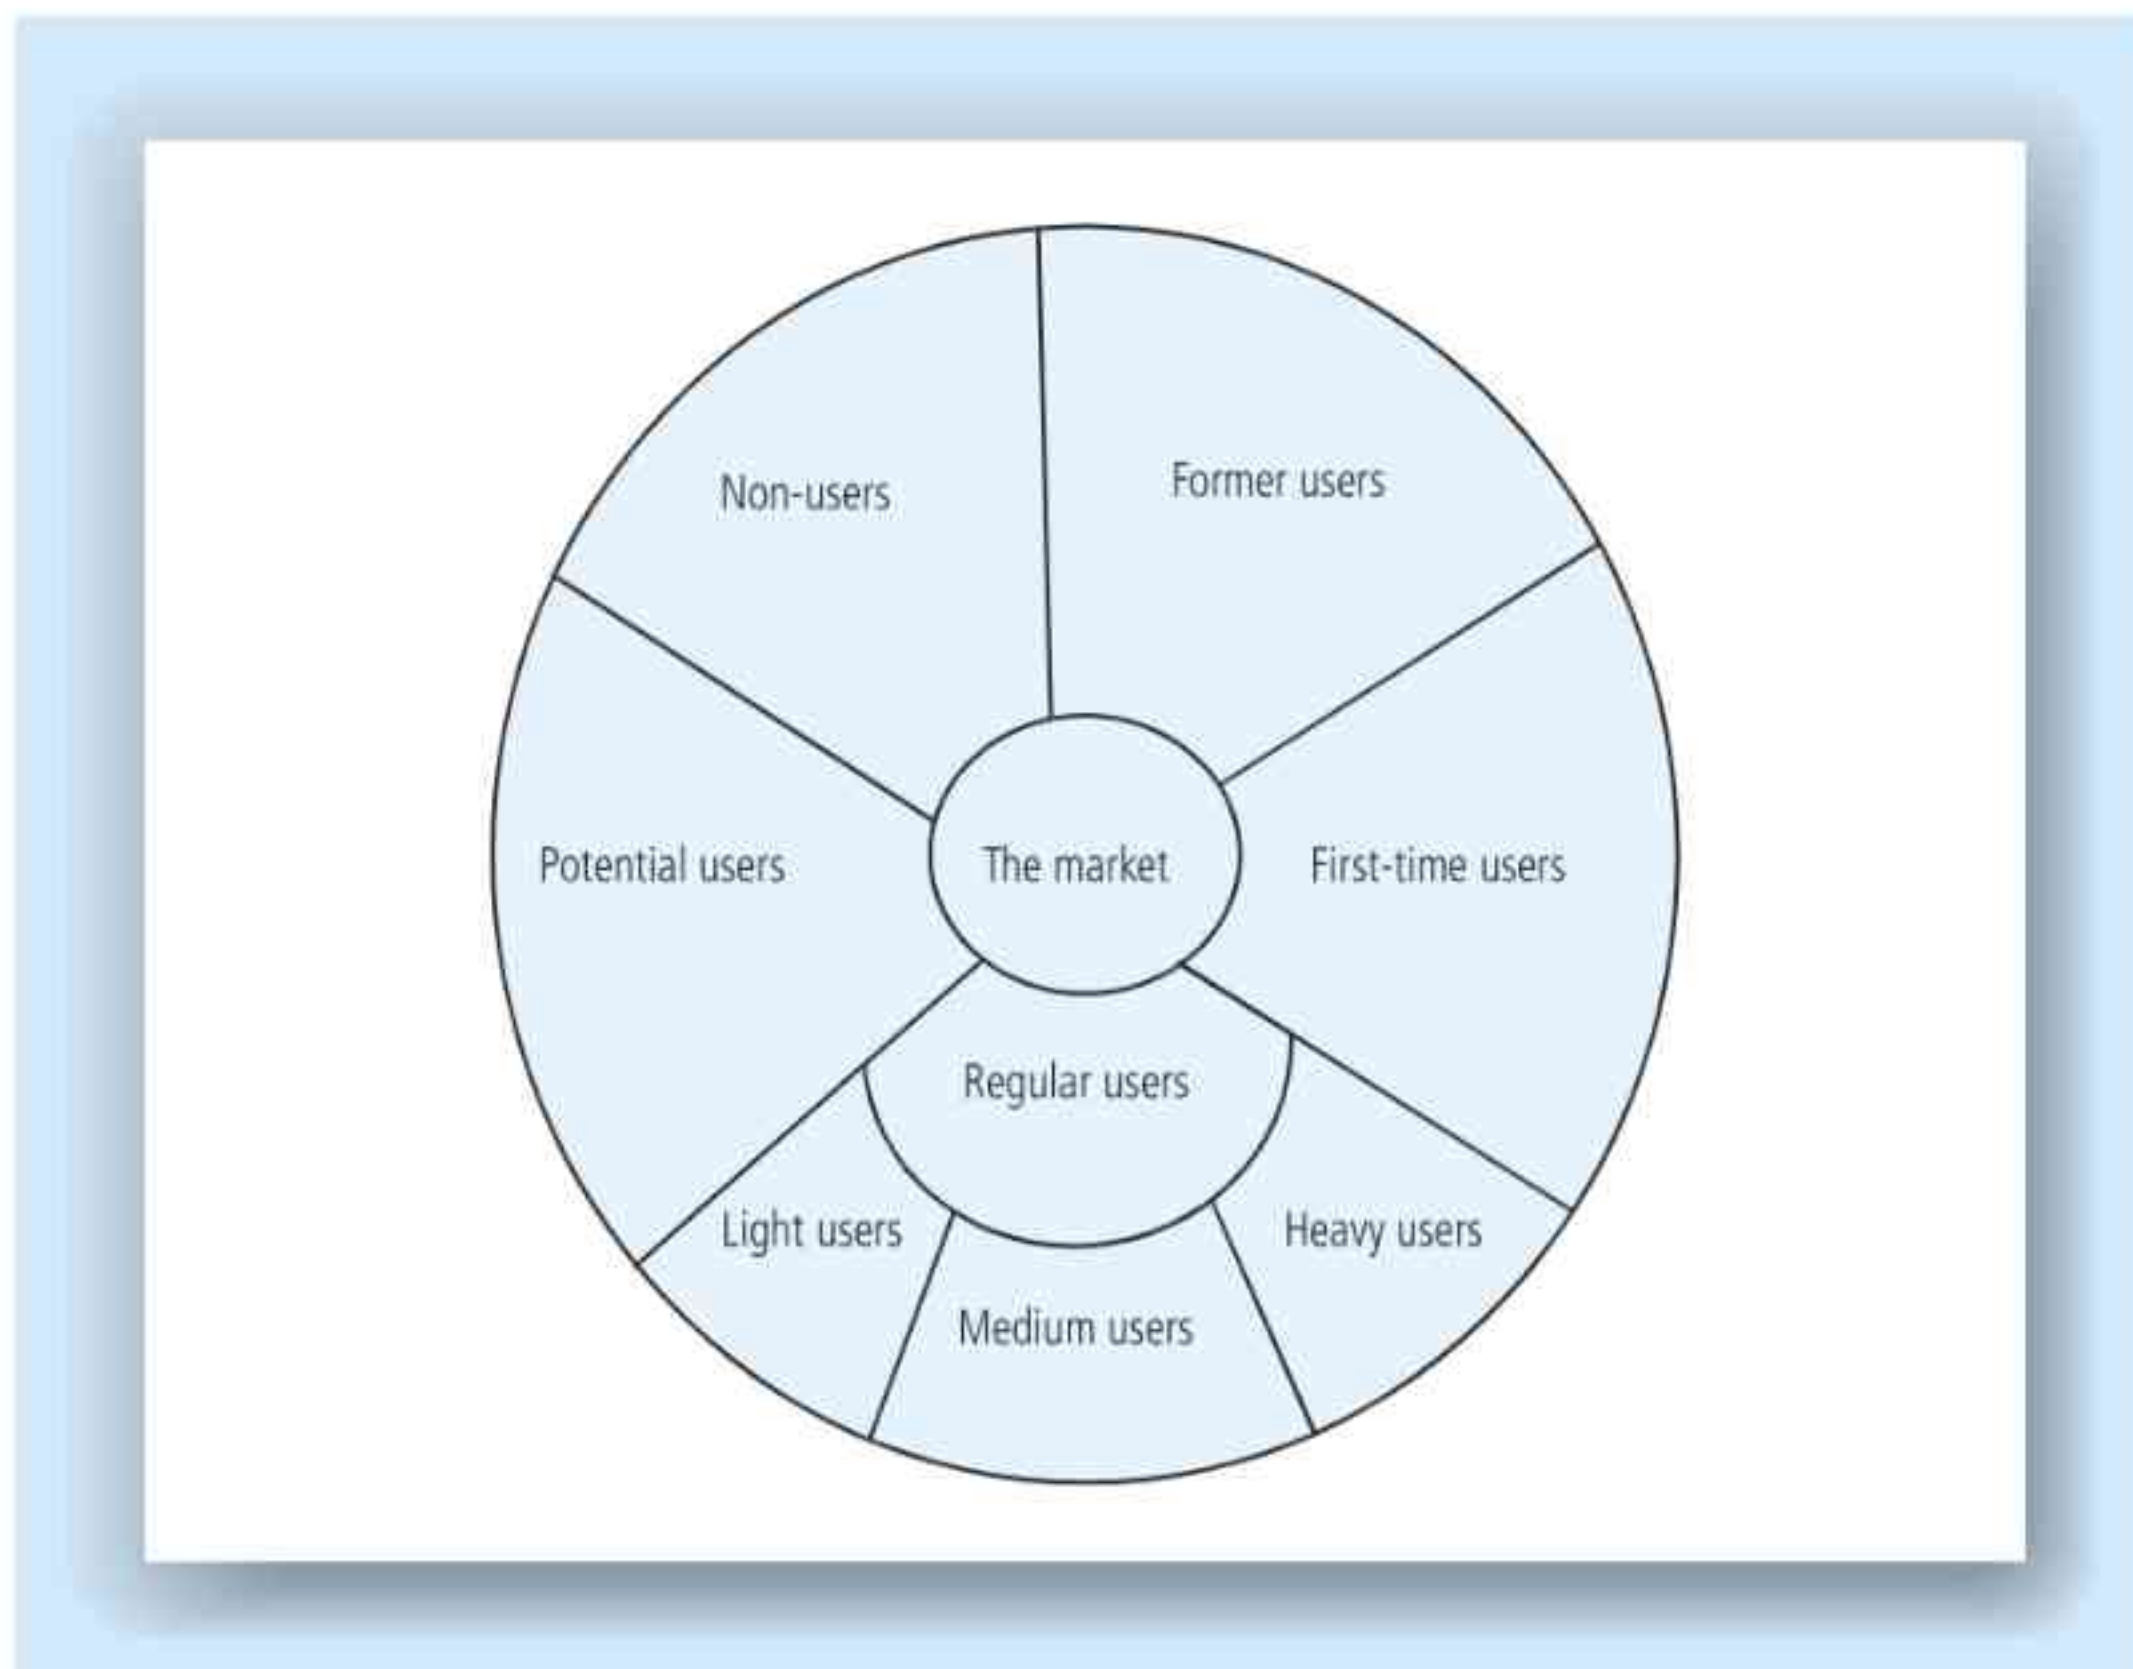 Non-users
Former users
Potential users
The market
First-time users
Regular users
Light users
Heavy users
Medium users